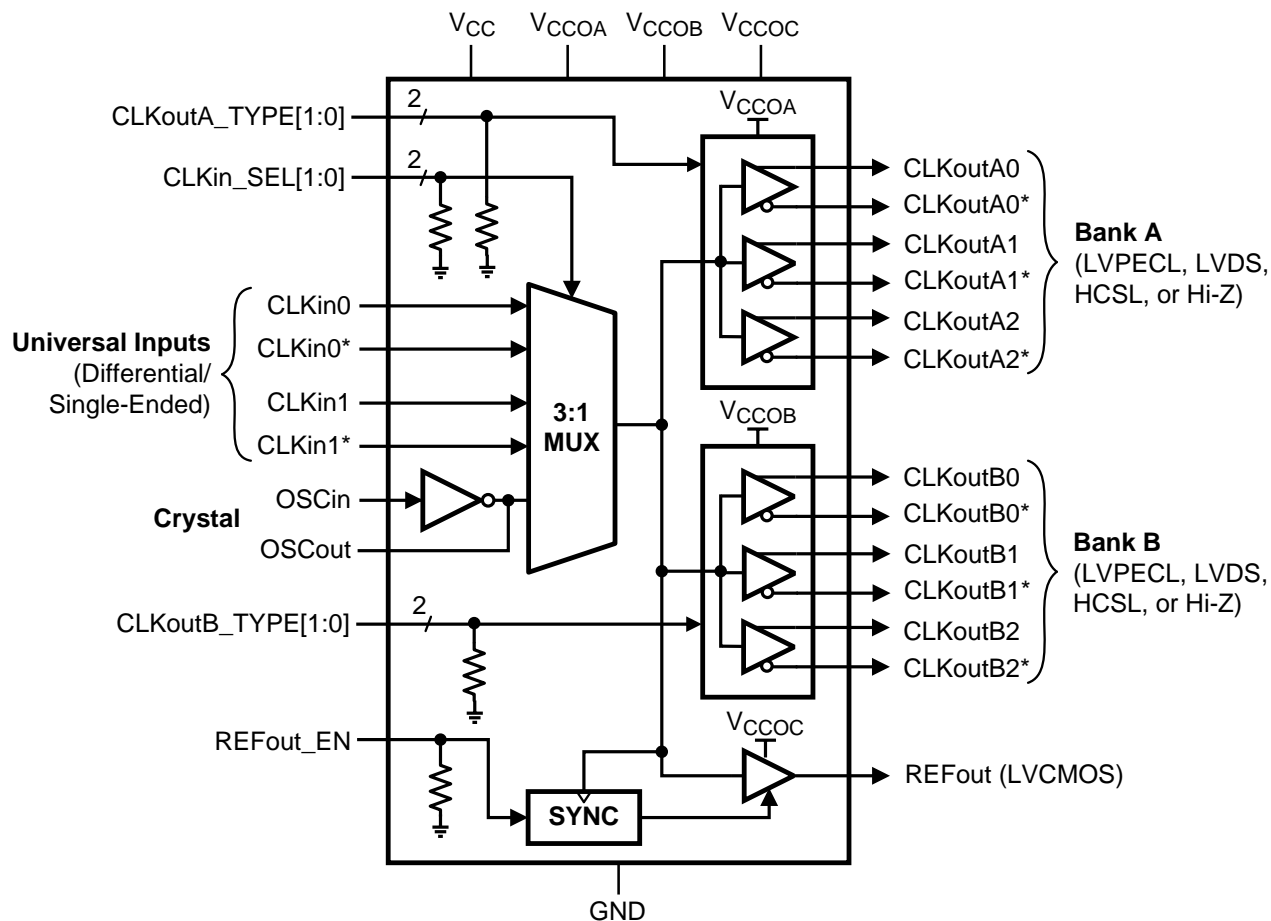 VCC
VCCOA
VCCOB
VCCOC
CLKoutA_TYPE[1:0]
2
CLKin_SEL[1:0]
2
VCCOA
CLKoutA0
CLKoutA0*
CLKoutA1
CLKoutA1*
CLKoutA2
CLKoutA2*
Bank A
(LVPECL, LVDS,
HCSL, or Hi-Z)
Universal Inputs
(Differential/
Single-Ended)
CLKin0
CLKin0*
CLKin1
CLKin1*
3:1
MUX
Crystal
OSCin
OSCout
VCCOB
CLKoutB0
CLKoutB0*
CLKoutB1
CLKoutB1*
CLKoutB2
CLKoutB2*
Bank B
(LVPECL, LVDS,
HCSL, or Hi-Z)
CLKoutB_TYPE[1:0]
2
REFout_EN
SYNC
VCCOC
REFout (LVCMOS)
GND